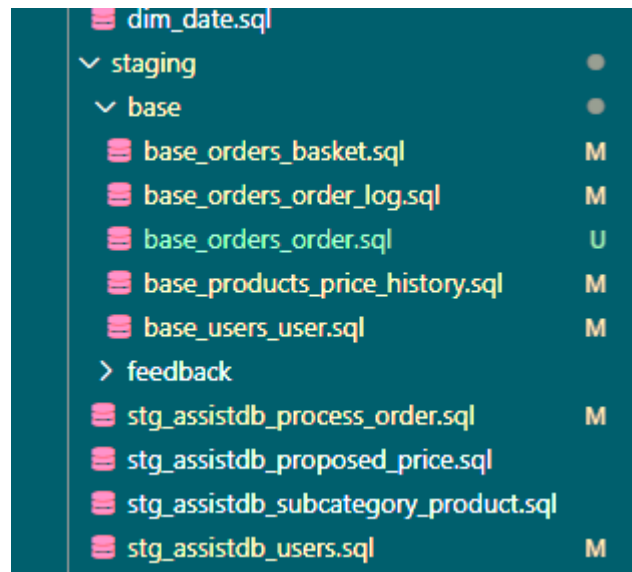 dim_date.sql
staging
base
base_orders_basket.sql M
base_orders_order_log.sql M
base_orders_order.sql U
base_products_price_history.sql M
base_users_user.sql M
feedback
stg_assistdb_process_order.sql M
stg_assistdb_proposed_price.sql
stg_assistdb_subcategory_product.sql
stg_assistdb_users.sql M